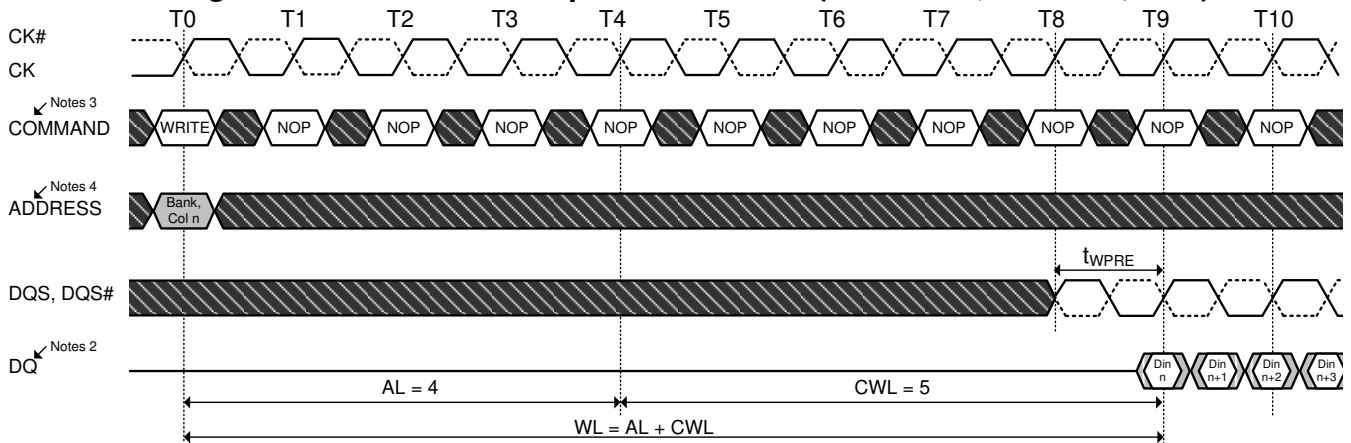 T0 T1 T2 T3 T4 T5 T6 T7 T8 T9 T10
CK#
CK
Notes 3
COMMAND
WRITE NOP NOP NOP NOP NOP NOP NOP NOP NOP NOP
Notes 4
ADDRESS
Bank,
Col n
tWPRE
DQS, DQS#
Notes 2
DQ
Din
n
Din
n+1
Din
n+2
Din
n+3
AL = 4
CWL = 5
WL = AL + CWL